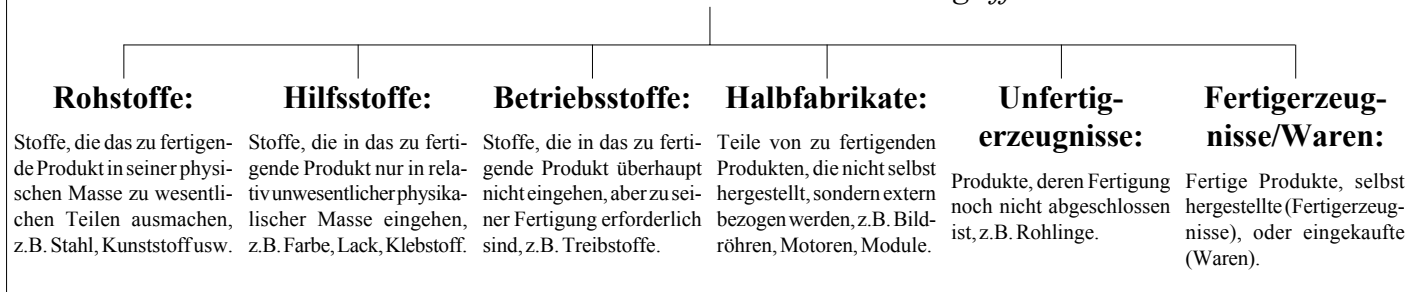 Rohstoffe:
Stoffe, die das zu fertigen-
de Produkt in seiner physi-
schen Masse zu wesentli-
chen Teilen ausmachen,
z.B. Stahl, Kunststoff usw.
Hilfsstoffe:
Stoffe, die in das zu ferti-
gende Produkt nur in rela-
tiv unwesentlicher physika-
lischer Masse eingehen,
z.B. Farbe, Lack, Klebstoff.
Betriebsstoffe:
Stoffe, die in das zu ferti-
gende Produkt überhaupt
nicht eingehen, aber zu sei-
ner Fertigung erforderlich
sind, z.B. Treibstoffe.
Halbfabrikate:
Teile von zu fertigenden
Produkten, die nicht selbst
hergestellt, sondern extern
bezogen werden, z.B. Bild-
röhren, Motoren, Module.
Unfertig-
erzeugnisse:
Produkte, deren Fertigung
noch nicht abgeschlossen
ist, z.B. Rohlinge.
Fertigerzeug-
nisse/Waren:
Fertige Produkte, selbst
hergestellte (Fertigerzeug-
nisse), oder eingekaufte
(Waren).